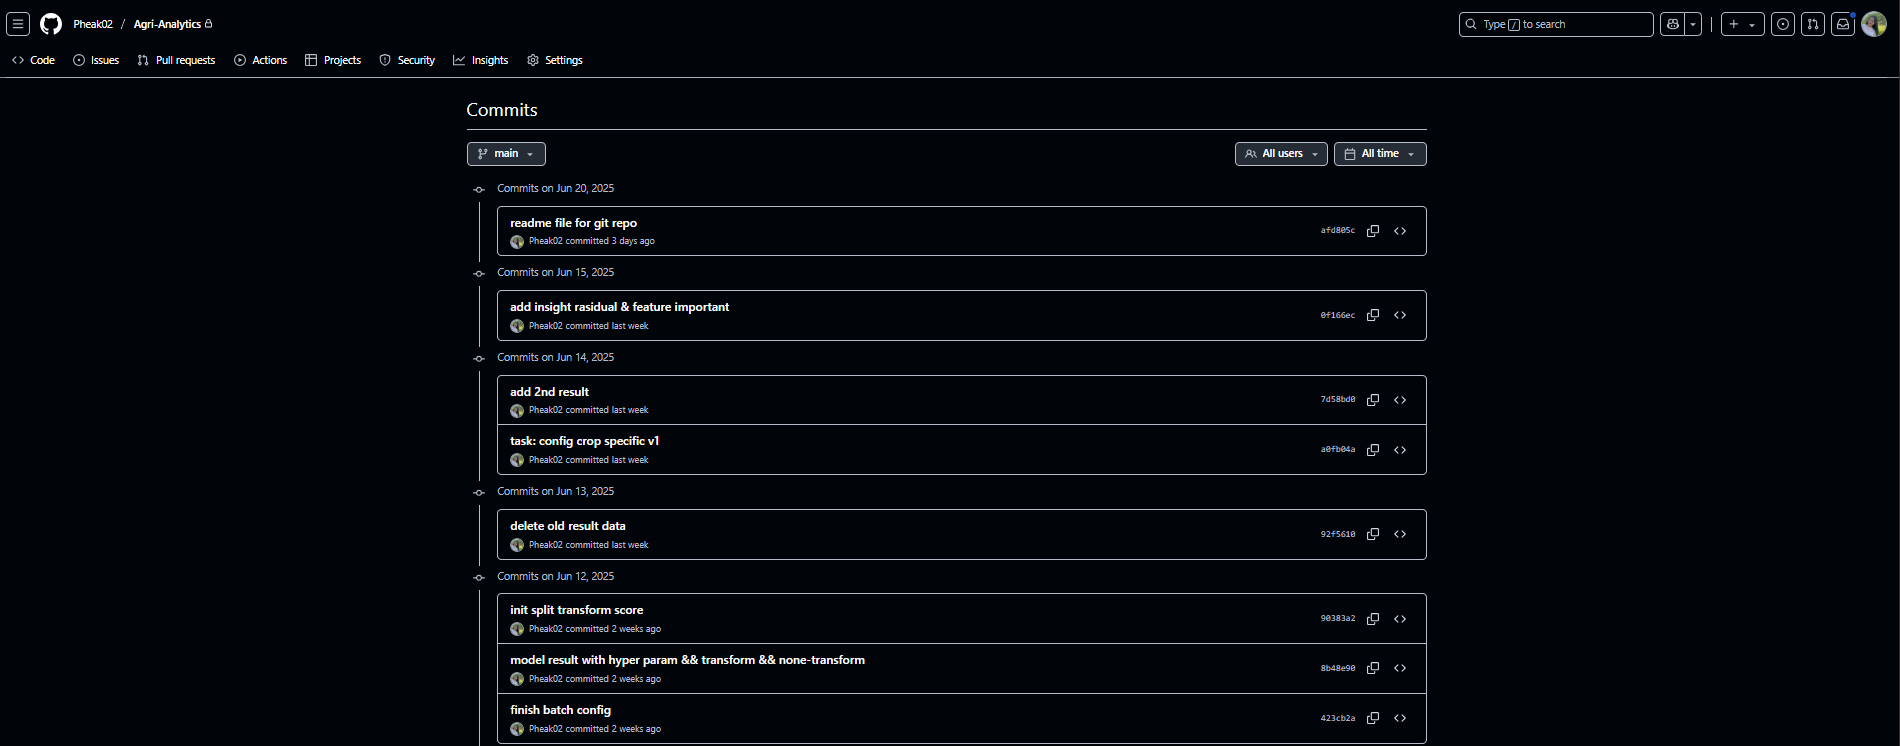 Pheak02 / Agri-Analytics
Type / to search
Code Issues Pull requests Actions Projects Security Insights Settings
Commits
main
All users All time
Commits on Jun 20, 2025
readme file for git repo
Pheak02 committed 3 days ago
afd805c
Commits on Jun 15, 2025
add insight rasidual & feature important
Pheak02 committed last week
0f166ec
Commits on Jun 14, 2025
add 2nd result
Pheak02 committed last week
7d58bd0
task: config crop specific v1
Pheak02 committed last week
a0fb04a
Commits on Jun 13, 2025
delete old result data
Pheak02 committed last week
92f5610
Commits on Jun 12, 2025
init split transform score
Pheak02 committed 2 weeks ago
90383a2
model result with hyper param && transform && none-transform
Pheak02 committed 2 weeks ago
8b48e90
finish batch config
Pheak02 committed 2 weeks ago
423cb2a